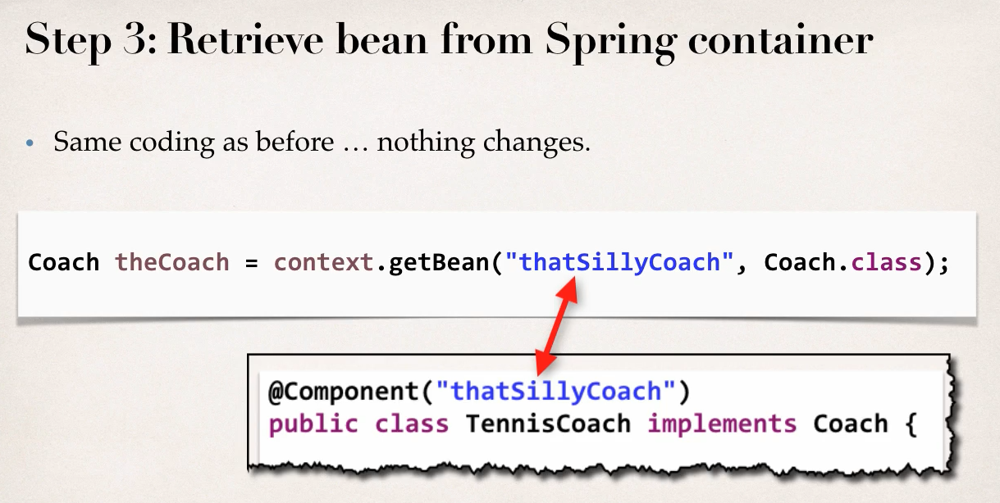 Step 3: Retrieve bean from Spring container
• Same coding as before … nothing changes.
Coach theCoach = context.getBean("thatSillyCoach", Coach.class);
@Component("thatSillyCoach")
public class TennisCoach implements Coach {